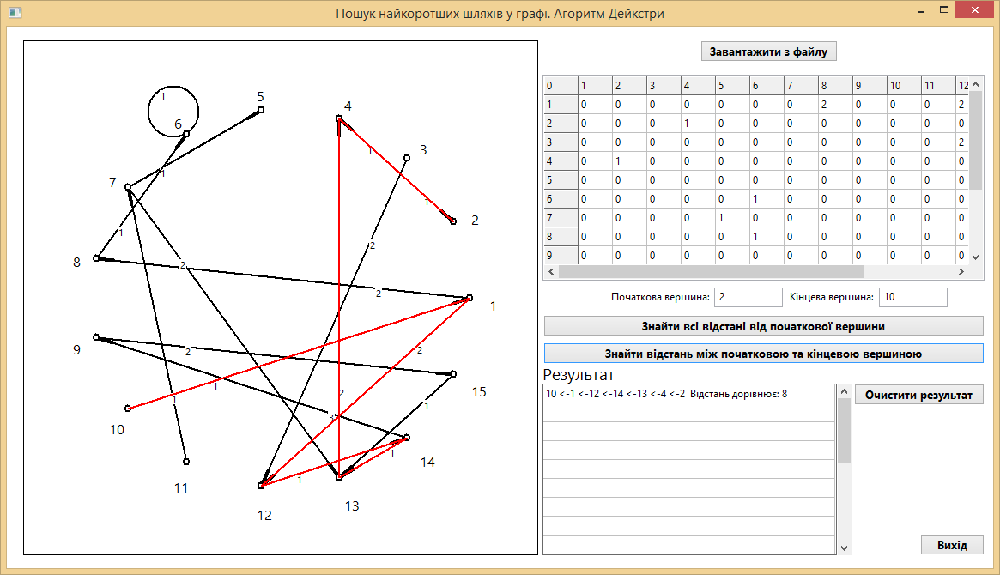 Пошук найкоротших шляхів у графі. Агоритм Дейкстри
Завантажити з файлу
0 1 2 3 4 5 6 7 8 9 10 11 12
1 0 0 0 0 0 0 0 2 0 0 0 2
2 0 0 0 1 0 0 0 0 0 0 0 0
3 0 0 0 0 0 0 0 0 0 0 0 2
4 0 1 0 0 0 0 0 0 0 0 0 0
5 0 0 0 0 0 0 0 0 0 0 0 0
6 0 0 0 0 0 1 0 0 0 0 0 0
7 0 0 0 0 1 0 0 0 0 0 0 0
8 0 0 0 0 0 1 0 0 0 0 0 0
9 0 0 0 0 0 0 0 0 0 0 0 0
Початкова вершина: 2 Кінцева вершина: 10
Знайти всі відстані від початкової вершини
Знайти відстань між початковою та кінцевою вершиною
Результат
10 <-1 <-12 <-14 <-13 <-4 <-2 Відстань дорівнює: 8
Очистити результат
Вихід
1
5
4
6
3
1
1
7
1
2
1
2
8
2
2
1
9
2
2
15
1
1
2
10
3
1
1
14
1
11
13
12